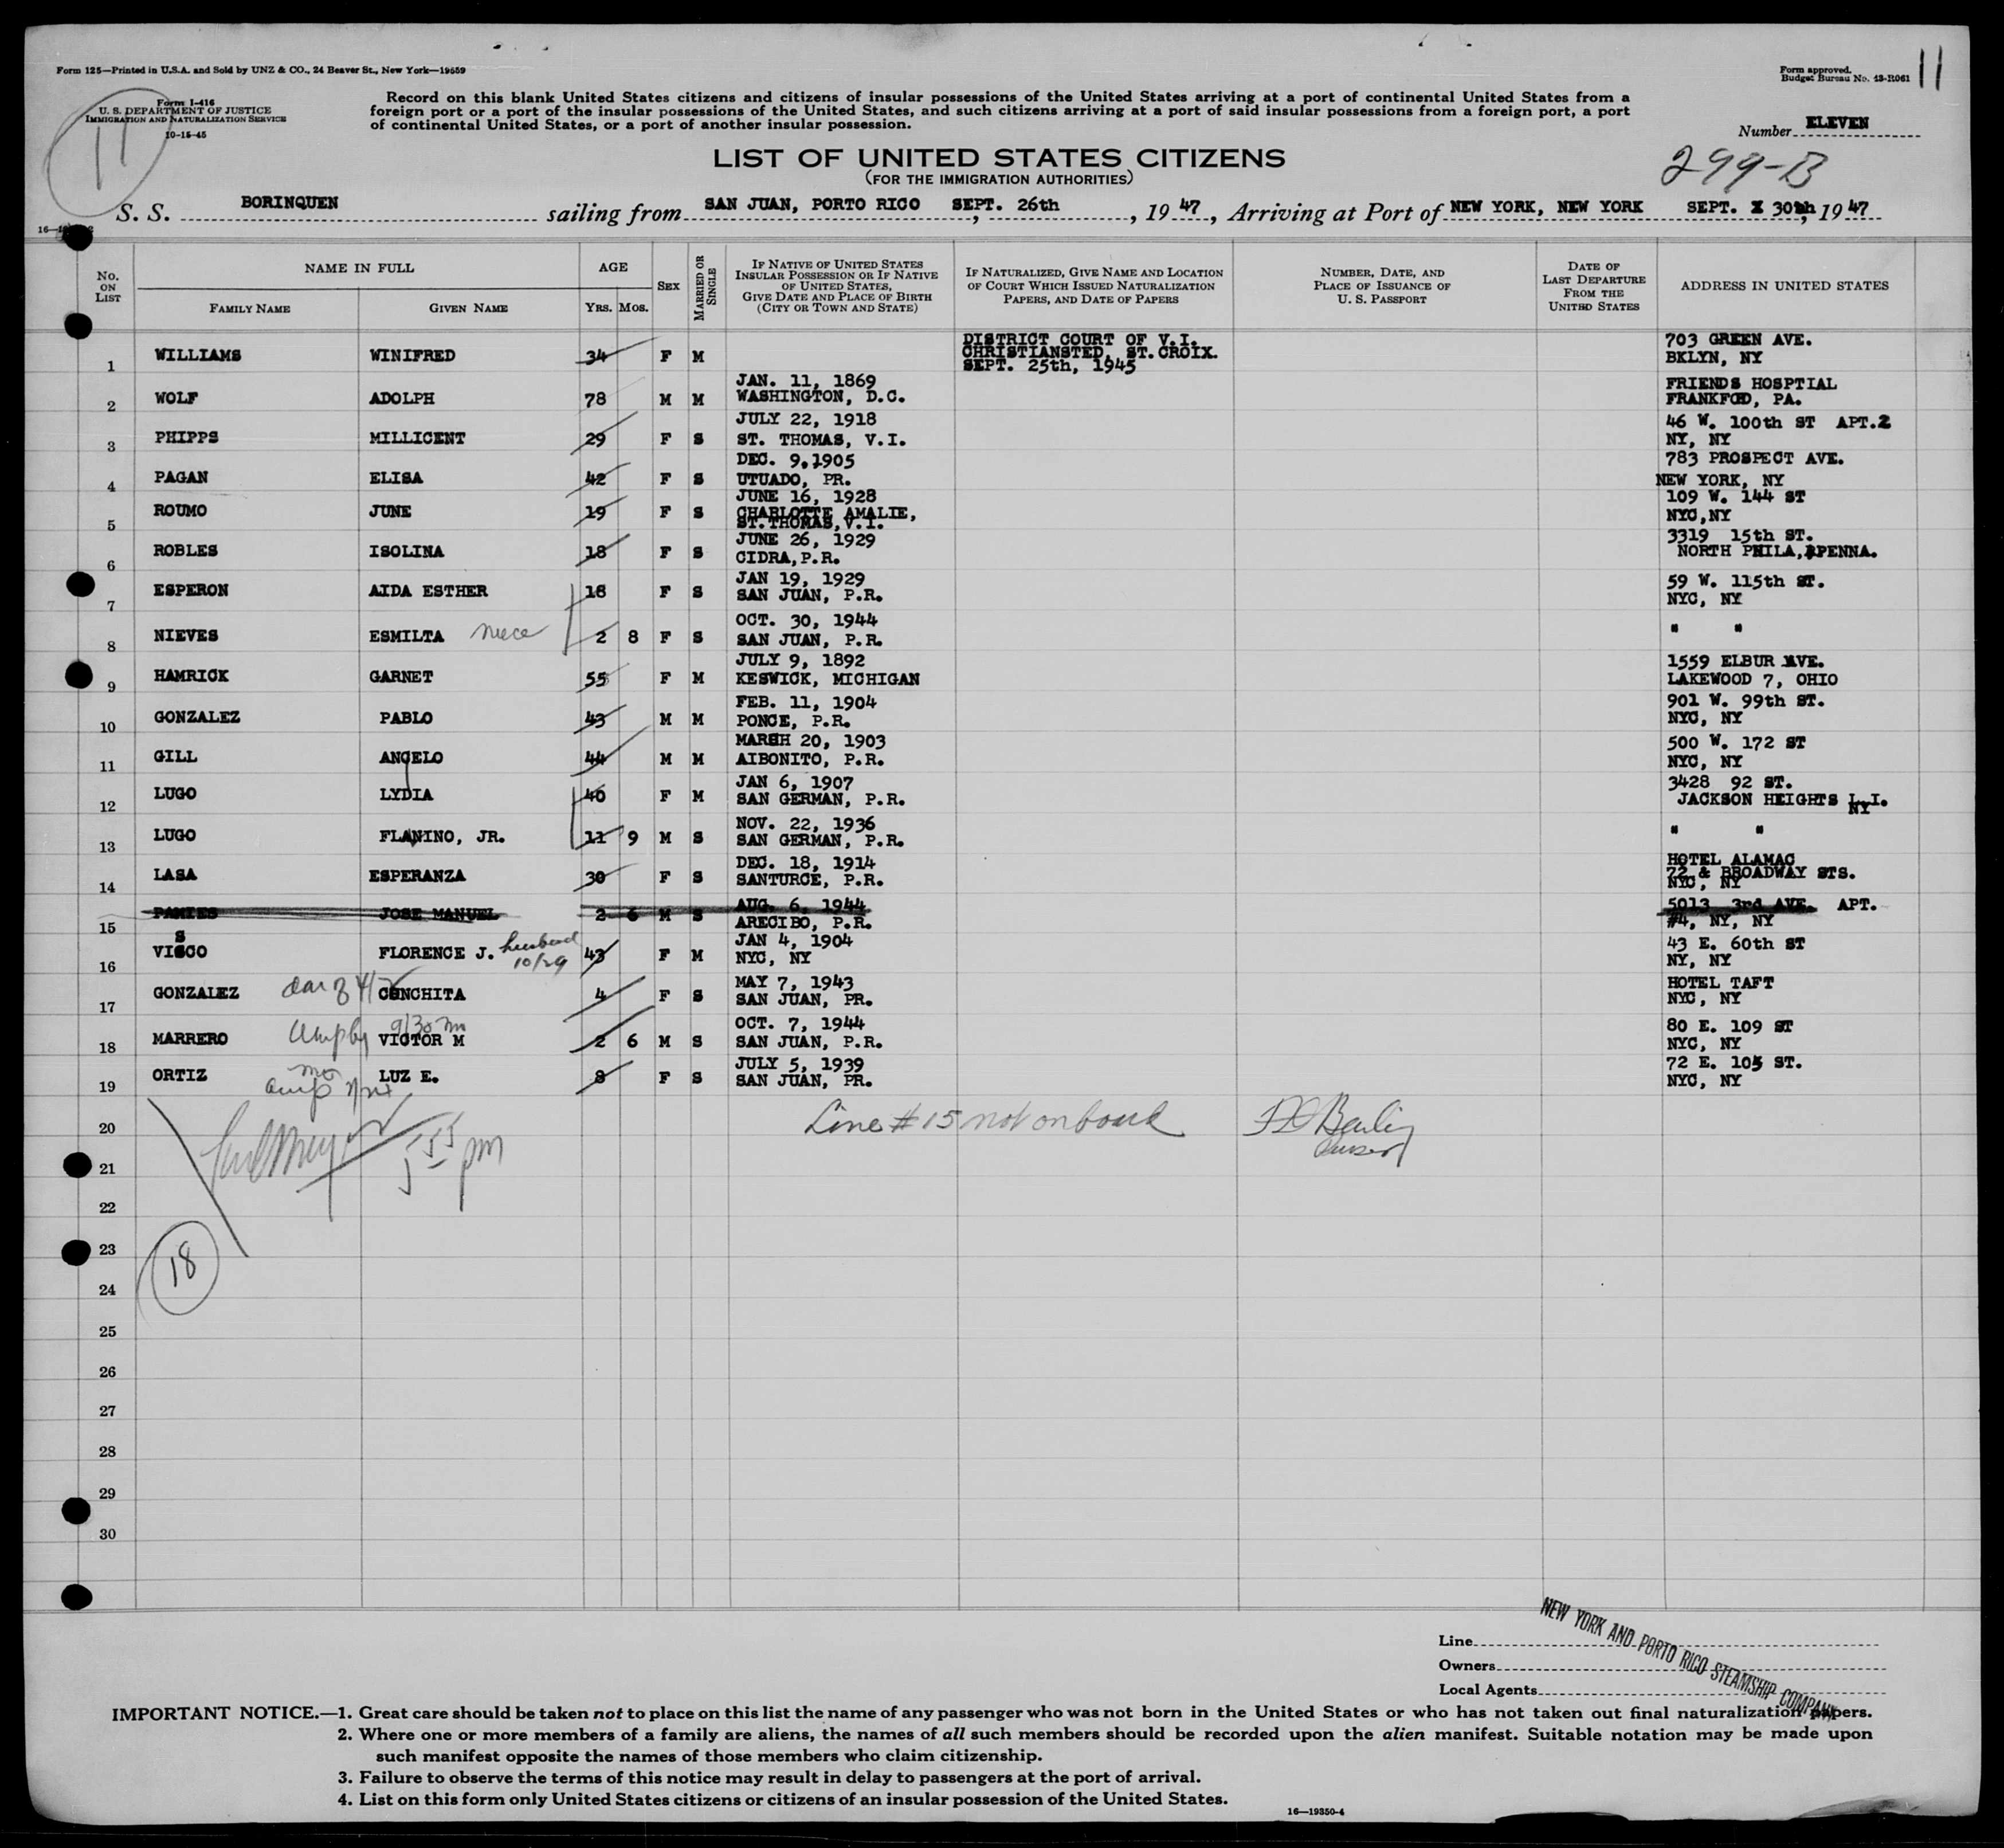 Form 125—Printed in U.S.A. and Sold by UNZ & CO., 24 Beaver St., New York—19559
Form approved.
Budget Bureau No. 43-R061
11
Form I-416
U. S. DEPARTMENT OF JUSTICE
IMMIGRATION AND NATURALIZATION SERVICE
10-15-45
11
Record on this blank United States citizens and citizens of insular possessions of the United States arriving at a port of continental United States from a
foreign port or a port of the insular possessions of the United States, and such citizens arriving at a port of said insular possessions from a foreign port, a port
of continental United States, or a port of another insular possession.
Number ELEVEN
LIST OF UNITED STATES CITIZENS
(FOR THE IMMIGRATION AUTHORITIES)
299-B
S. S. BORINQUEN sailing from SAN JUAN, PORTO RICO SEPT. 26th, 19 47, Arriving at Port of NEW YORK, NEW YORK SEPT. X 30th, 19 47
No. ON LIST
NAME IN FULL
FAMILY NAME GIVEN NAME
AGE
YRS. MOS.
SEX
MARRIED OR SINGLE
IF NATIVE OF UNITED STATES
INSULAR POSSESSION OR IF NATIVE
OF UNITED STATES,
GIVE DATE AND PLACE OF BIRTH
(CITY OR TOWN AND STATE)
IF NATURALIZED, GIVE NAME AND LOCATION
OF COURT WHICH ISSUED NATURALIZATION
PAPERS, AND DATE OF PAPERS
NUMBER, DATE, AND
PLACE OF ISSUANCE OF
U. S. PASSPORT
DATE OF
LAST DEPARTURE
FROM THE
UNITED STATES
ADDRESS IN UNITED STATES
1 WILLIAMS WINIFRED 34 F M DISTRICT COURT OF V.I. 703 GREEN AVE.
CHRISTIANSTED, ST. CROIX. BKLYN, NY
SEPT. 25th, 1945
2 WOLF ADOLPH 78 M M JAN. 11, 1869 FRIENDS HOSPTIAL
WASHINGTON, D.C. FRANKFOD, PA.
3 PHIPPS MILLICENT 29 F S JULY 22, 1918 46 W. 100th ST APT.2
ST. THOMAS, V.I. NY, NY
4 PAGAN ELISA 42 F S DEC. 9,1905 783 PROSPECT AVE.
UTUADO, PR. NEW YORK, NY
5 ROUMO JUNE 19 F S JUNE 16, 1928 109 W. 144 ST
CHARLOTTE AMALIE, NYC,NY
ST.THOMAS,V.I.
6 ROBLES ISOLINA 18 F S JUNE 26, 1929 3319 15th ST.
CIDRA,P.R. NORTH PHILA, PENNA.
7 ESPERON AIDA ESTHER 18 F S JAN 19, 1929 59 W. 115th ST.
SAN JUAN, P.R. NYC, NY
8 NIEVES ESMILTA niece 2 8 F S OCT. 30, 1944 " "
SAN JUAN, P.R.
9 HAMRICK GARNET 55 F M JULY 9, 1892 1559 ELBUR AVE.
KESWICK, MICHIGAN LAKEWOOD 7, OHIO
10 GONZALEZ PABLO 43 M M FEB. 11, 1904 901 W. 99th ST.
PONCE, P.R. NYC, NY
11 GILL ANGELO 44 M M MARCH 20, 1903 500 W. 172 ST
AIBONITO, P.R. NYC, NY
12 LUGO LYDIA 40 F M JAN 6, 1907 3428 92 ST.
SAN GERMAN, P.R. JACKSON HEIGHTS L.I.
NY
13 LUGO FLANINO, JR. 11 9 M S NOV. 22, 1936 " "
SAN GERMAN, P.R.
14 LASA ESPERANZA 30 F S DEC. 18, 1914 HOTEL ALAMAC
SANTURCE, P.R. 72 & BROADWAY STS.
NYC, NY
15 JOSE MANUEL 2 6 M S AUG. 6, 1944 5013 3rd AVE. APT.
ARECIBO, P.R. #4, NY, NY
16 VISCO FLORENCE J. husband 10/29 43 F M JAN 4, 1904 43 E. 60th ST
NYC, NY NY, NY
17 GONZALEZ CONCHITA 4 F S MAY 7, 1943 HOTEL TAFT
SAN JUAN, PR. NYC, NY
18 MARRERO VICTOR M 2 6 M S OCT. 7, 1944 80 E. 109 ST
SAN JUAN, P.R. NYC, NY
19 ORTIZ LUZ E. 8 F S JULY 5, 1939 72 E. 105 ST.
SAN JUAN, PR. NYC, NY
20 Line #15 not on board
Purser
21 5 55 pm
22
23
18
24
25
26
27
28
29
30
Line
Owners
Local Agents
NEW YORK AND PORTO RICO STEAMSHIP COMPANY
IMPORTANT NOTICE.—1. Great care should be taken not to place on this list the name of any passenger who was not born in the United States or who has not taken out final naturalization papers.
2. Where one or more members of a family are aliens, the names of all such members should be recorded upon the alien manifest. Suitable notation may be made upon
such manifest opposite the names of those members who claim citizenship.
3. Failure to observe the terms of this notice may result in delay to passengers at the port of arrival.
4. List on this form only United States citizens or citizens of an insular possession of the United States.
16—19350-4